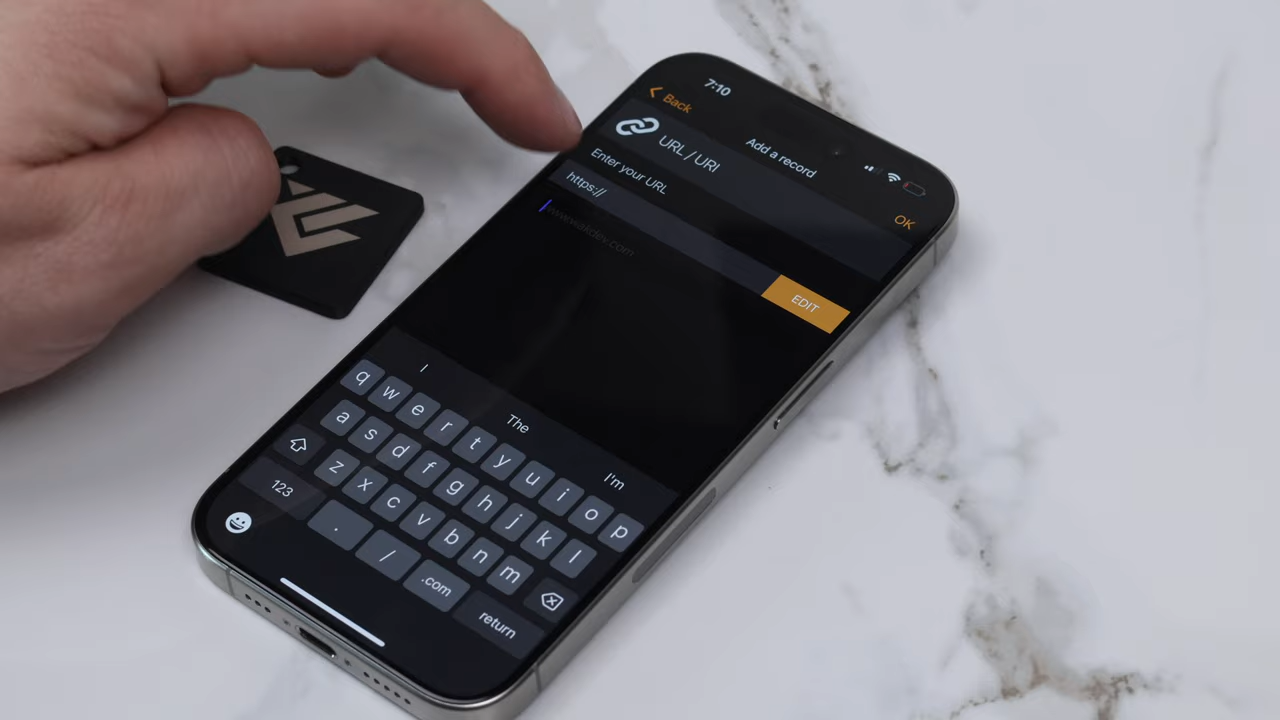 7:10
Back
Add a record
OK
URL / URI
Enter your URL
https://
www.wakdev.com
EDIT
I
The
I'm
q w e r t y u i o p
a s d f g h j k l
z x c v b n m
123
.
/
.com
return